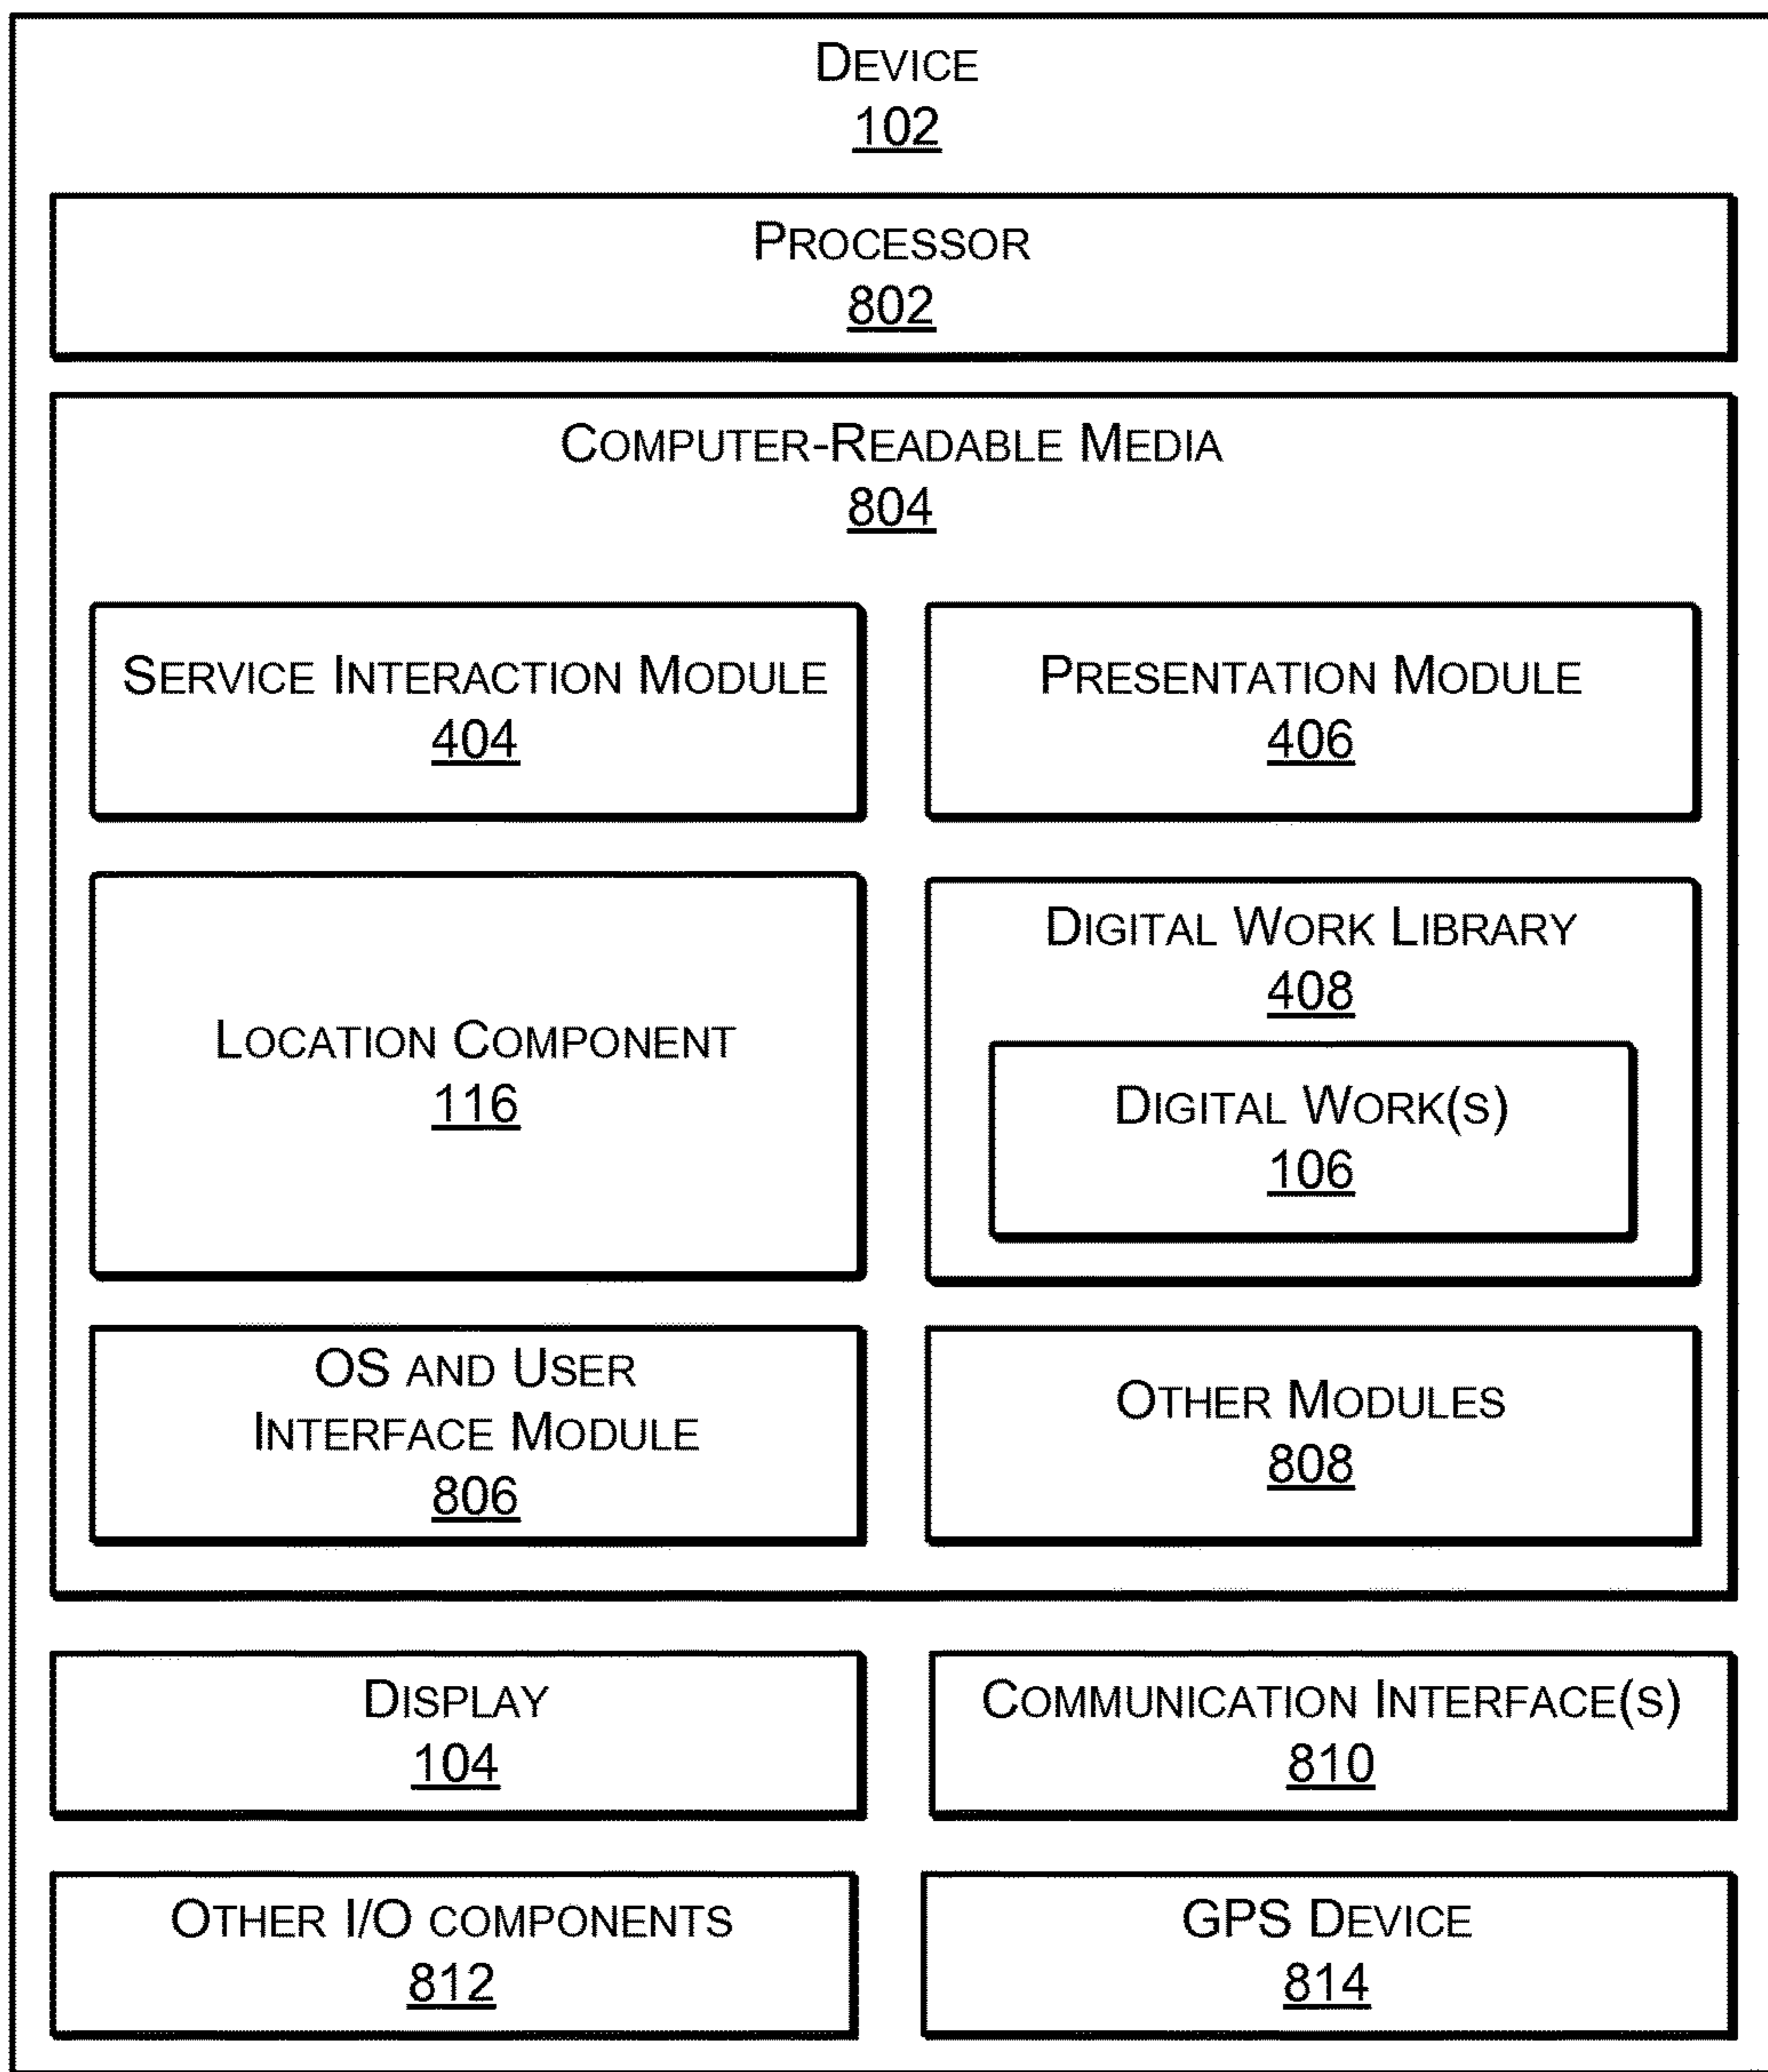 DEVICE
102
PROCESSOR
802
COMPUTER-READABLE MEDIA
804
SERVICE INTERACTION MODULE
404
PRESENTATION MODULE
406
LOCATION COMPONENT
116
DIGITAL WORK LIBRARY
408
DIGITAL WORK(S)
106
OS AND USER
INTERFACE MODULE
806
OTHER MODULES
808
DISPLAY
104
COMMUNICATION INTERFACE(S)
810
OTHER I/O COMPONENTS
812
GPS DEVICE
814